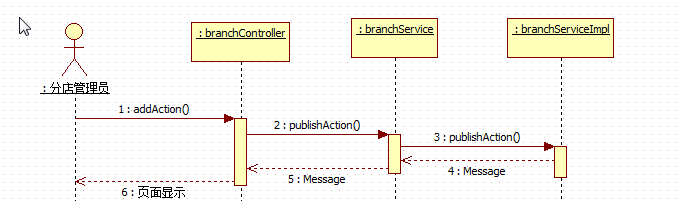 : branchController
: branchService
: branchServiceImpl
: 分店管理员
1 : addAction()
2 : publishAction()
3 : publishAction()
4 : Message
5 : Message
6 : 页面显示